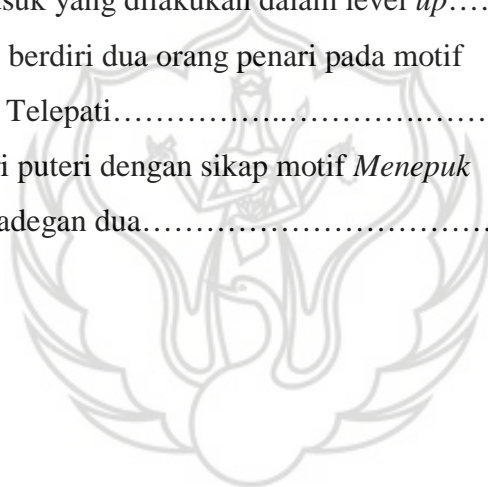 suk yang dilakukan dalam level up…..
berdiri dua orang penari pada motif
Telepati……………..………….……
i puteri dengan sikap motif Menepuk
adegan dua……………………………